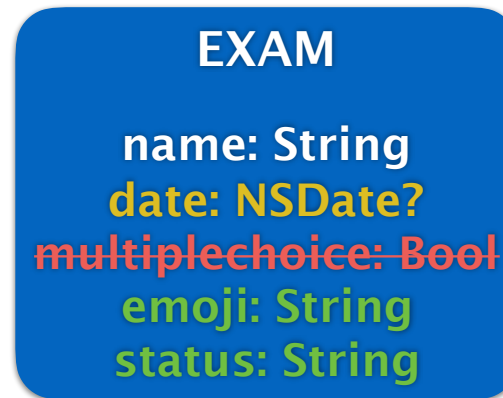 EXAM
name: String
date: NSDate?
multiplechoice: Bool
emoji: String
status: String